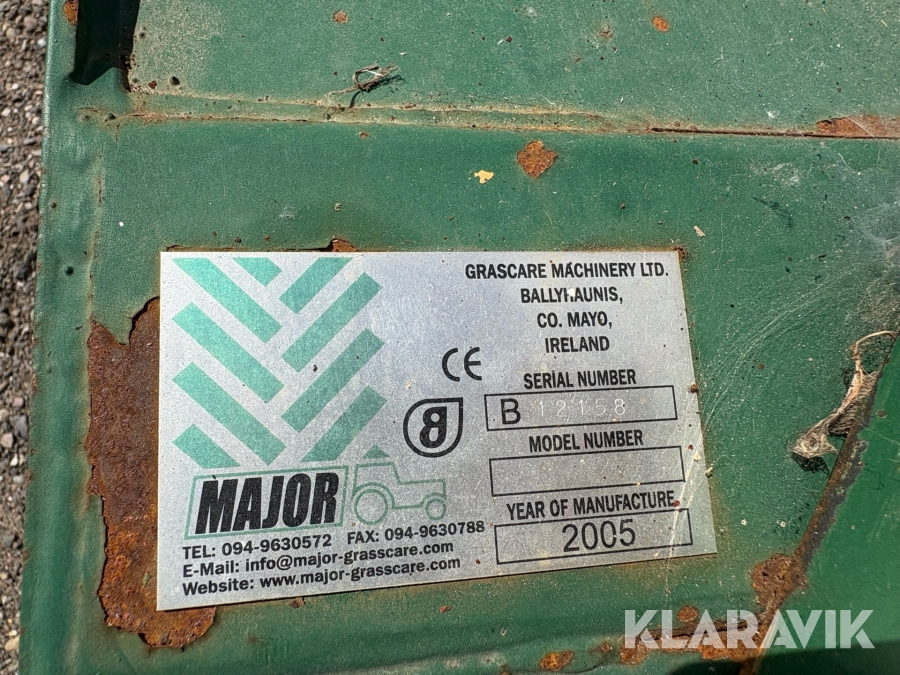 GRASCARE MACHINERY LTD.
BALLYHAUNIS,
CO. MAYO,
IRELAND
CE
SERIAL NUMBER
B 12158
MODEL NUMBER
YEAR OF MANUFACTURE
2005
MAJOR
TEL: 094-9630572 FAX: 094-9630788
E-Mail: info@major-grasscare.com
Website: www.major-grasscare.com
KLARAVIK